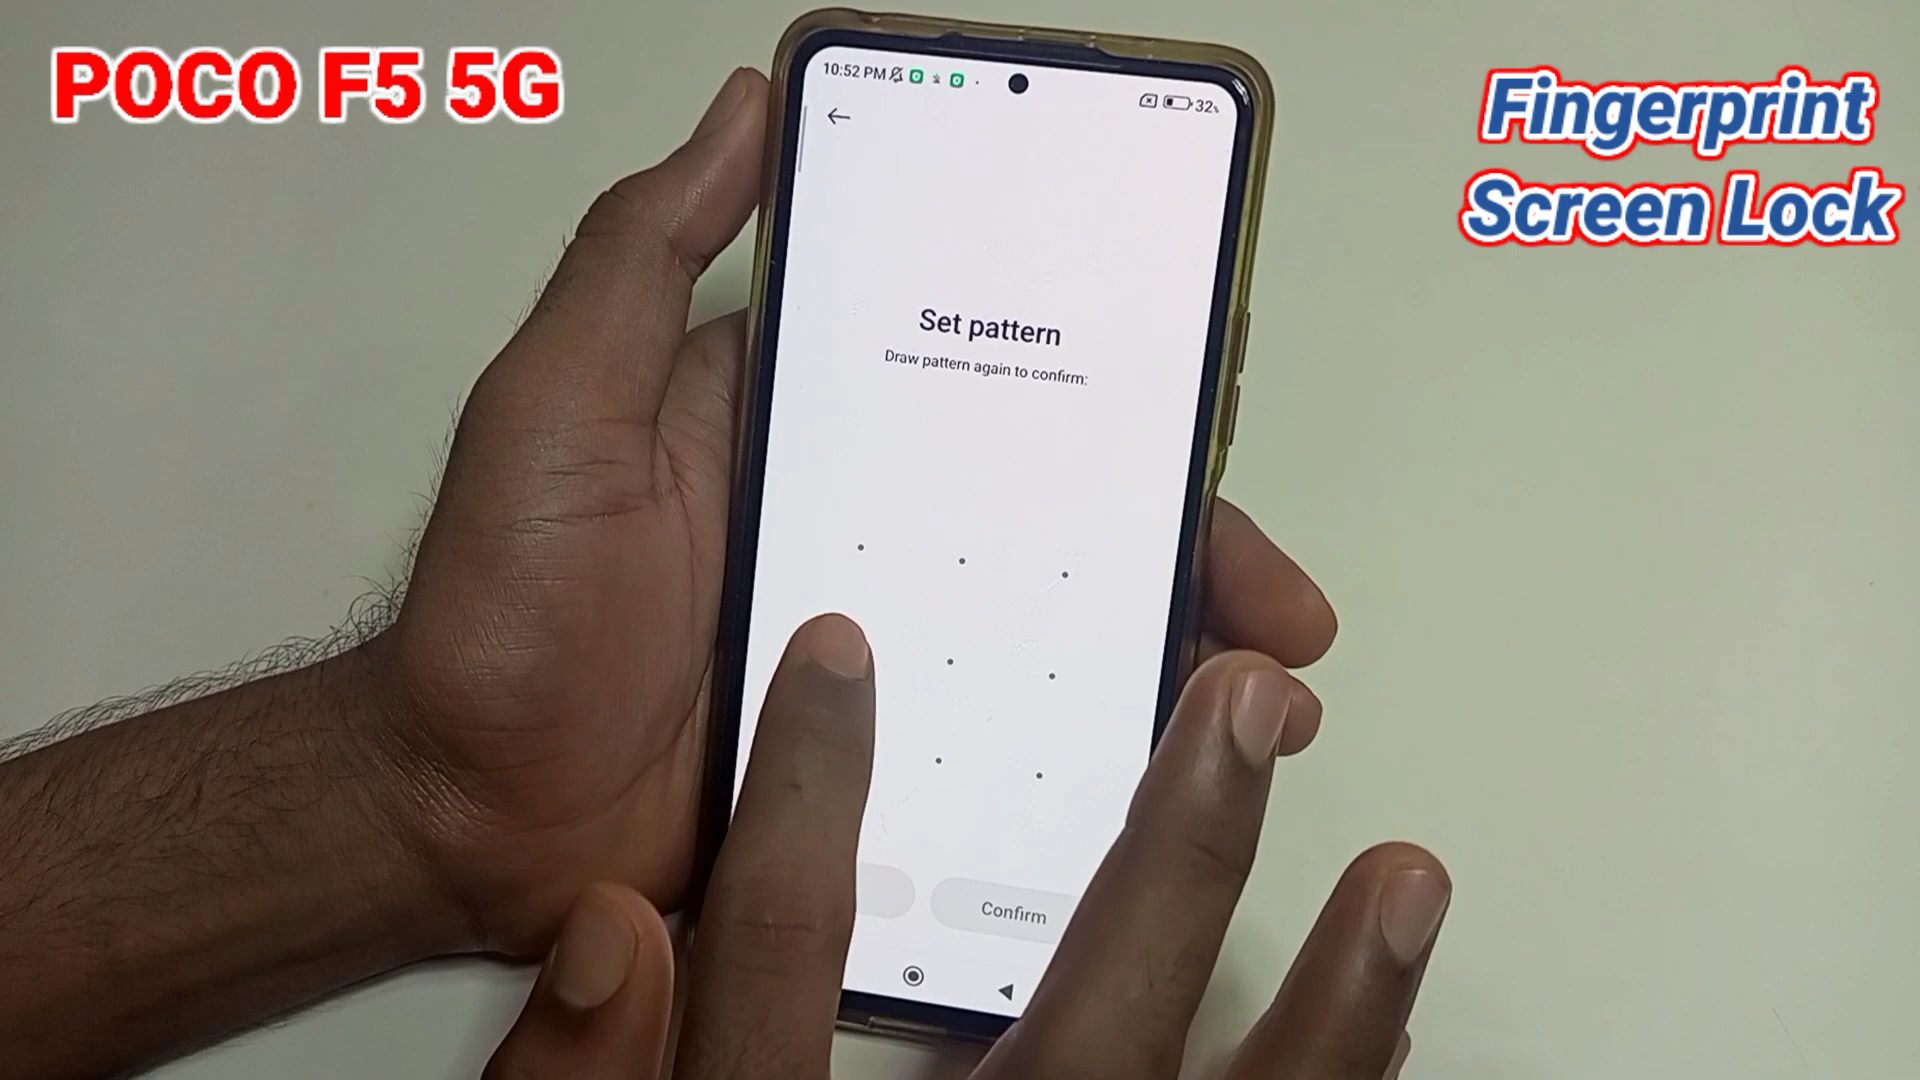 POCO F5 5G
Fingerprint
Screen Lock
10:52 PM
32%
Set pattern
Draw pattern again to confirm:
Confirm